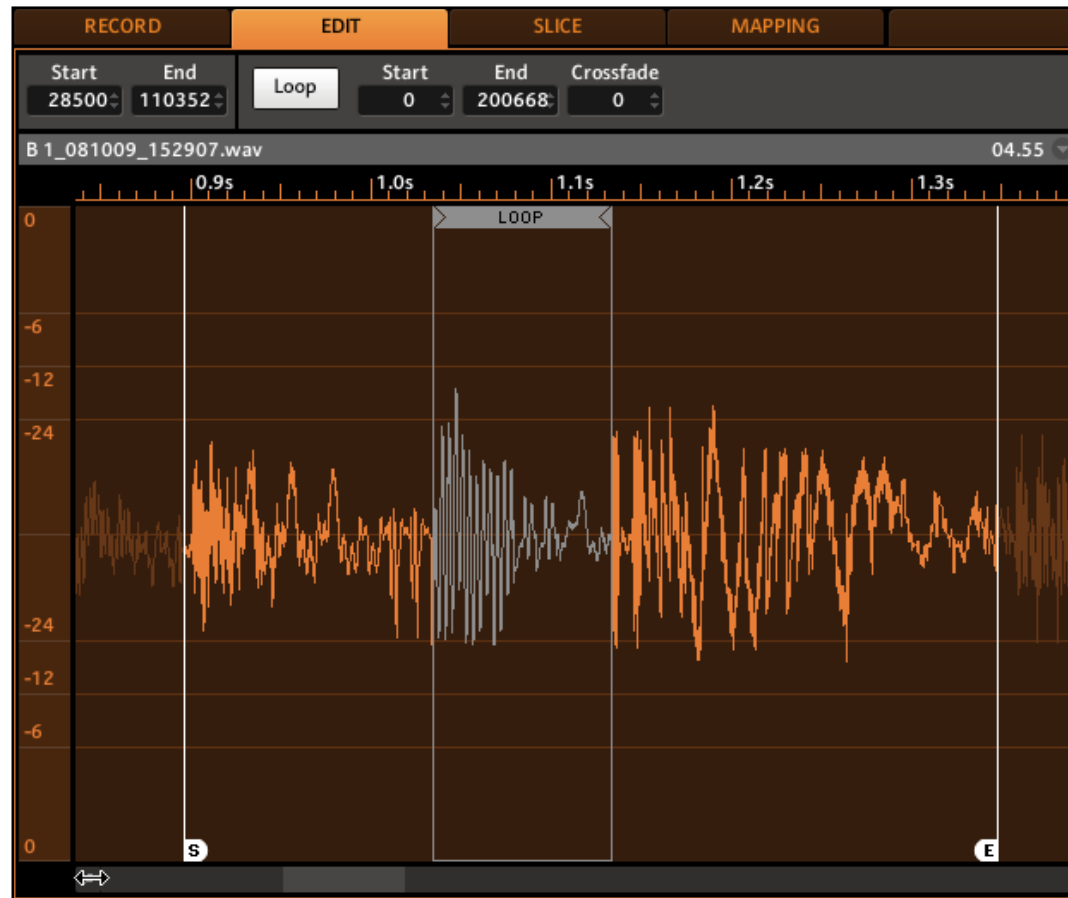 RECORD EDIT SLICE MAPPING
Start End Loop Start End Crossfade
28500 110352 0 200668 0
B 1_081009_152907.wav 04.55
0.9s 1.0s 1.1s 1.2s 1.3s
LOOP
0
-6
-12
-24
-24
-12
-6
0
S E